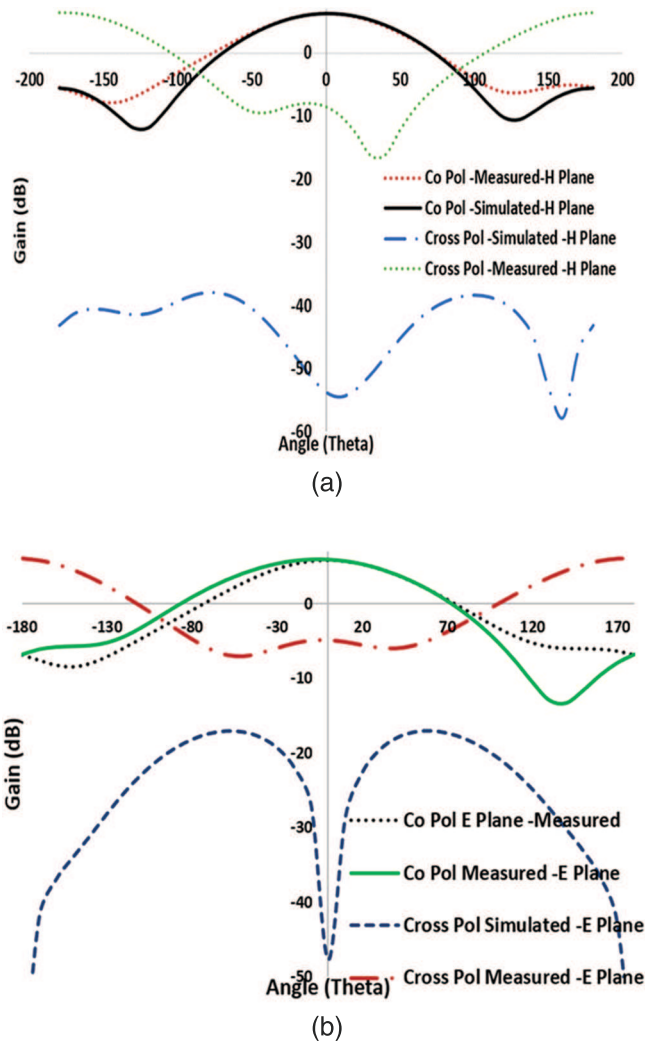 0
-200 -150 -100 -50 0 50 100 150 200
-10
-20
-30
-40
-50
-60
Gain (dB)
Co Pol -Measured-H Plane
Co Pol -Simulated-H Plane
Cross Pol -Simulated -H Plane
Cross Pol -Measured -H Plane
Angle (Theta)
(a)
0
-180 -130 -80 -30 20 70 120 170
-10
-20
-30
-40
-50
Gain (dB)
Co Pol E Plane -Measured
Co Pol Measured -E Plane
Cross Pol Simulated -E Plane
Cross Pol Measured -E Plane
Angle (Theta)
(b)